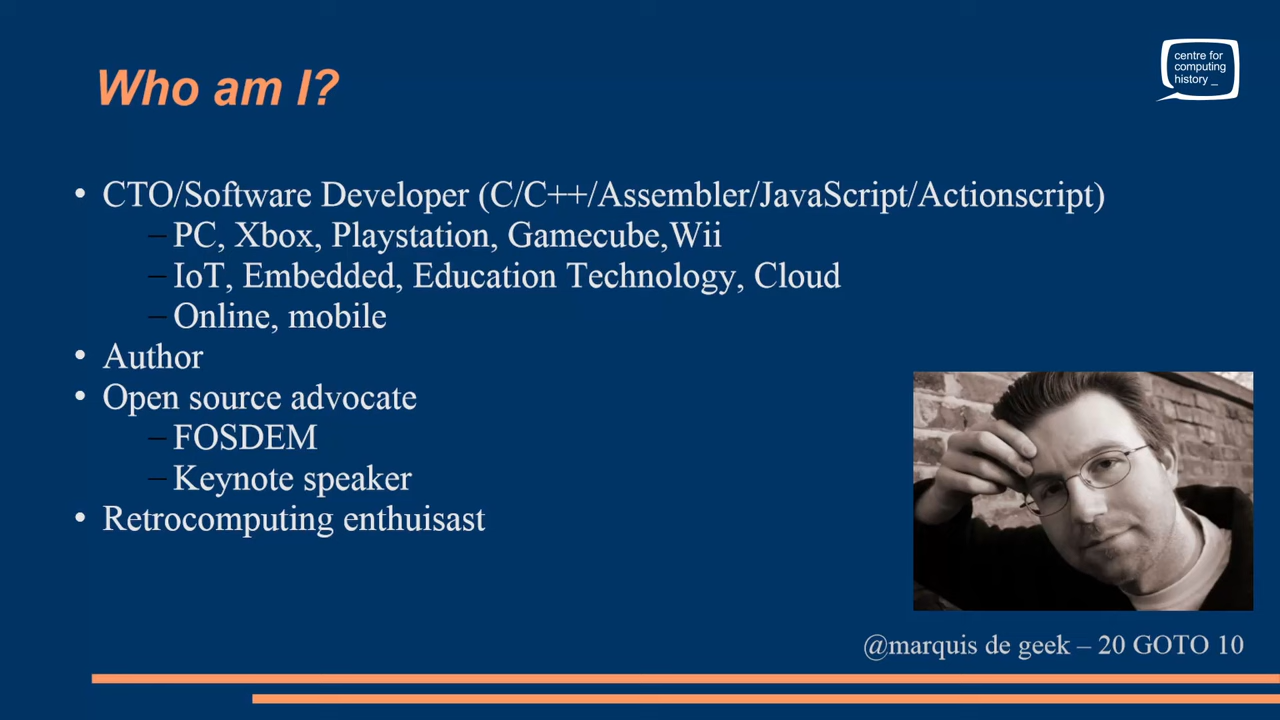 Who am I?
centre for
computing
history _
• CTO/Software Developer (C/C++/Assembler/JavaScript/Actionscript)
– PC, Xbox, Playstation, Gamecube,Wii
– IoT, Embedded, Education Technology, Cloud
– Online, mobile
• Author
• Open source advocate
– FOSDEM
– Keynote speaker
• Retrocomputing enthuisast
@marquis de geek – 20 GOTO 10